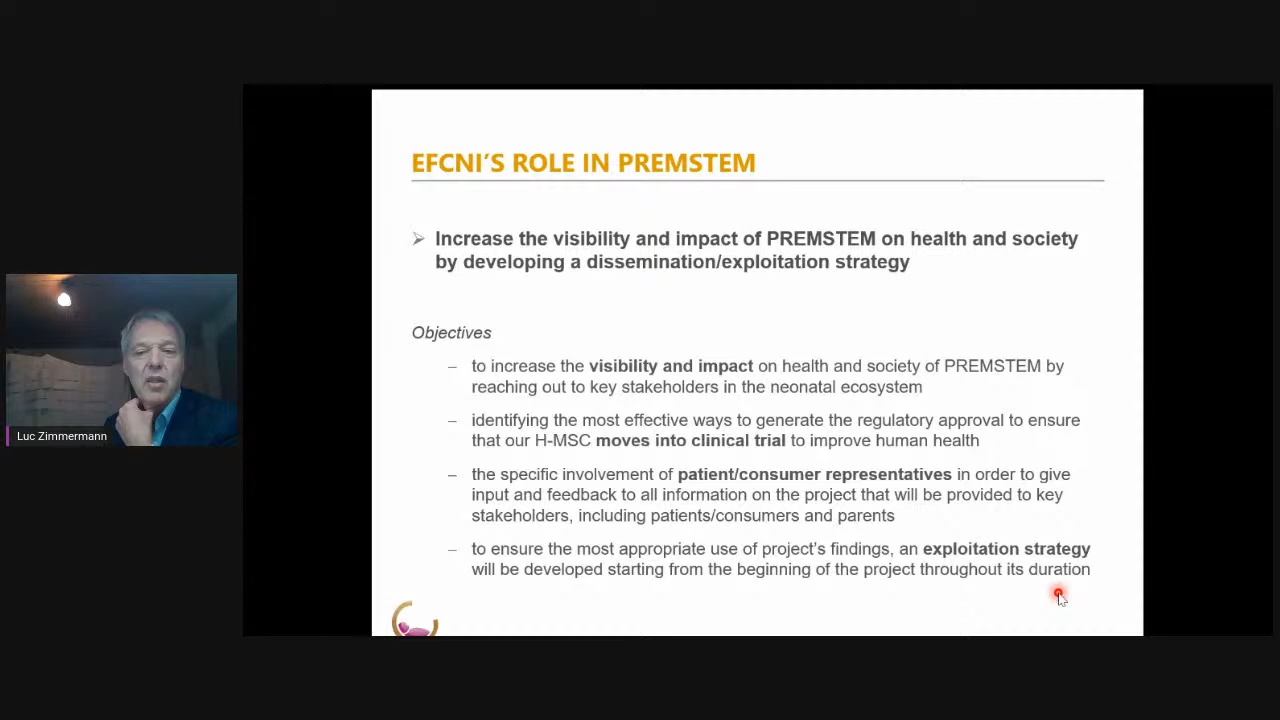 EFCNI'S ROLE IN PREMSTEM
➢ Increase the visibility and impact of PREMSTEM on health and society
by developing a dissemination/exploitation strategy
Objectives
– to increase the visibility and impact on health and society of PREMSTEM by
reaching out to key stakeholders in the neonatal ecosystem
– identifying the most effective ways to generate the regulatory approval to ensure
that our H-MSC moves into clinical trial to improve human health
– the specific involvement of patient/consumer representatives in order to give
input and feedback to all information on the project that will be provided to key
stakeholders, including patients/consumers and parents
– to ensure the most appropriate use of project's findings, an exploitation strategy
will be developed starting from the beginning of the project throughout its duration
Luc Zimmermann